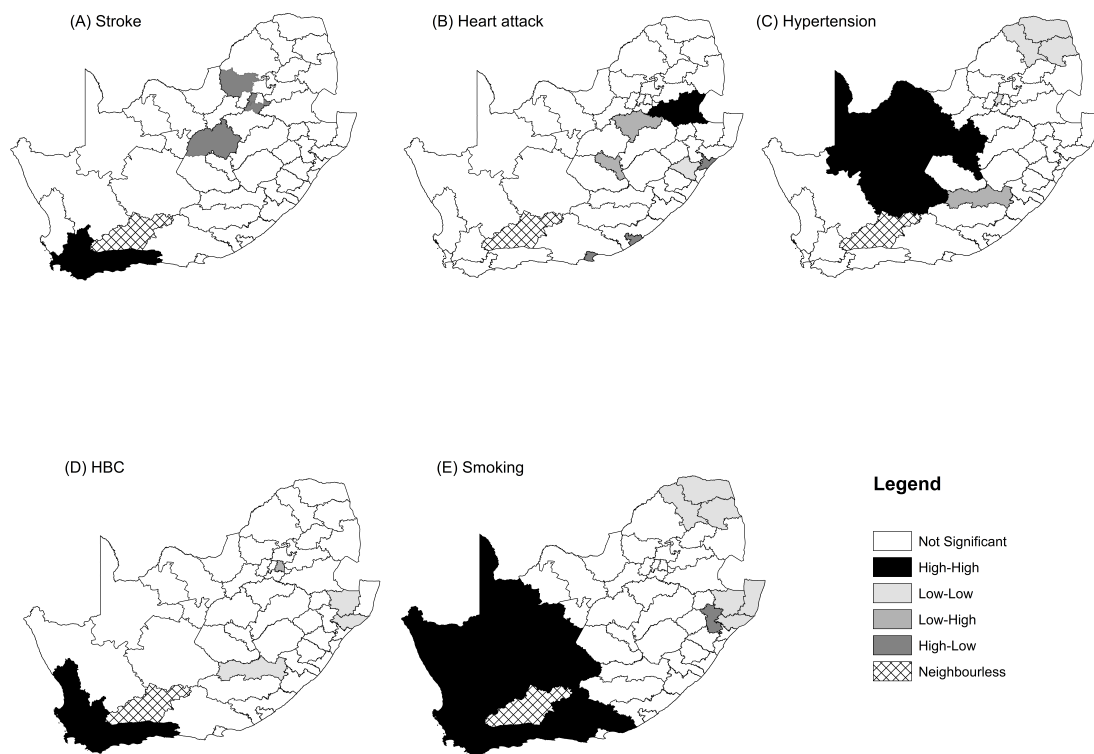 (A) Stroke
(B) Heart attack
(C) Hypertension
(D) HBC
(E) Smoking
Legend
Not Significant
High-High
Low-Low
Low-High
High-Low
Neighbourless